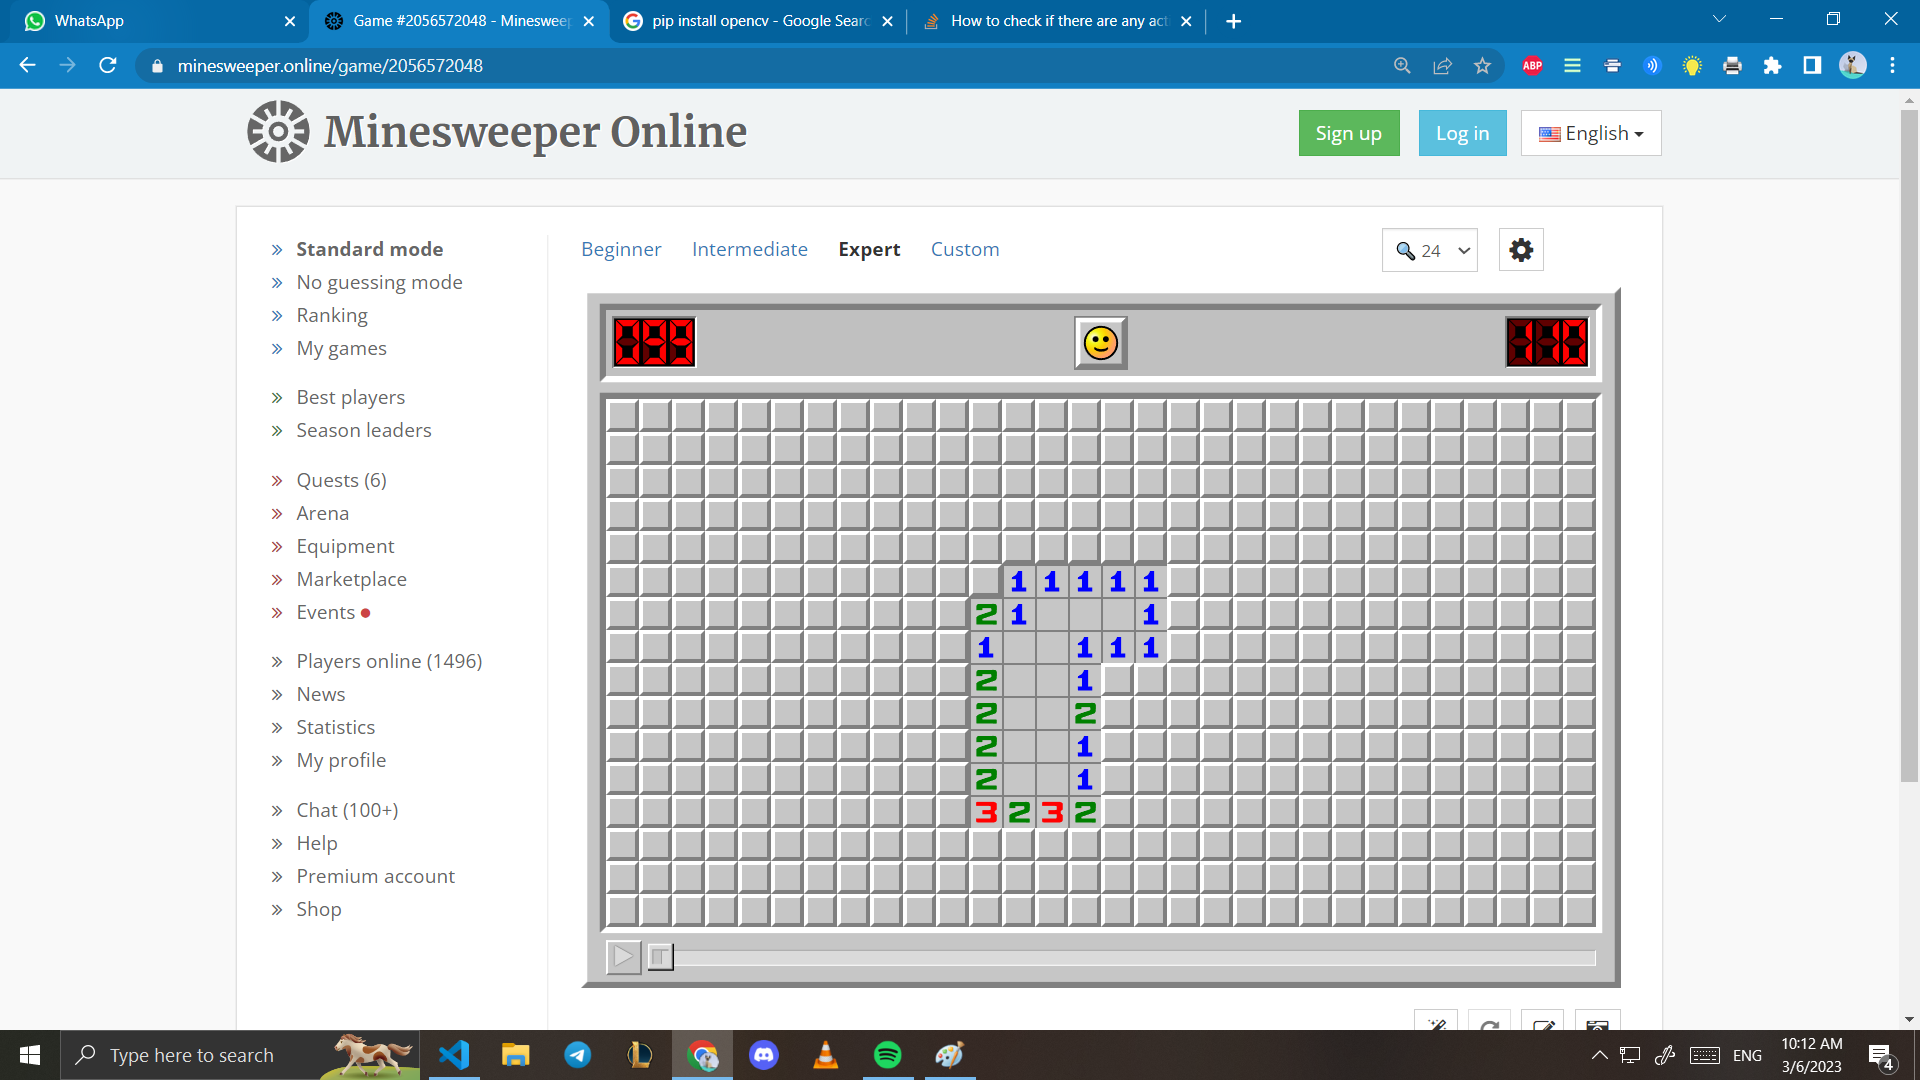 WhatsApp
Game #2056572048 - Minesweep
pip install opencv - Google Searc
How to check if there are any act
minesweeper.online/game/2056572048
ABP
Minesweeper Online
Sign up
Log in
English
Standard mode
No guessing mode
Ranking
My games
Best players
Season leaders
Quests (6)
Arena
Equipment
Marketplace
Events
Players online (1496)
News
Statistics
My profile
Chat (100+)
Help
Premium account
Shop
Beginner Intermediate Expert Custom
24
1 1 1 1 1
2 1 1
1 1 1 1
2 1
2 2
2 1
2 1
3 2 3 2
Type here to search
ENG
10:12 AM
3/6/2023
4